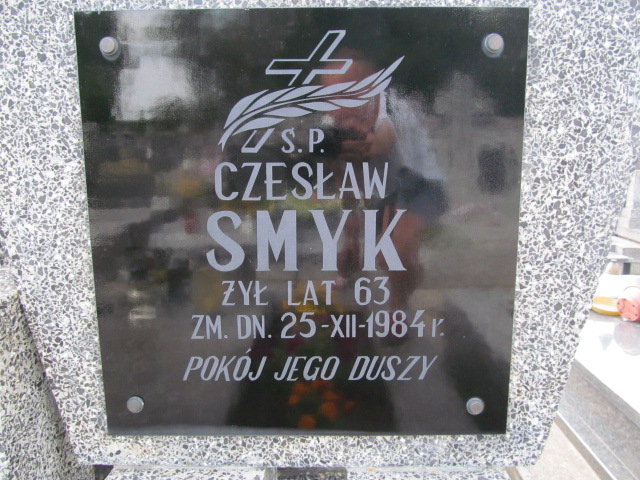 Ś.P.
CZESŁAW
SMYK
ŻYŁ LAT 63
ZM. DN. 25-XII-1984 r.
POKÓJ JEGO DUSZY